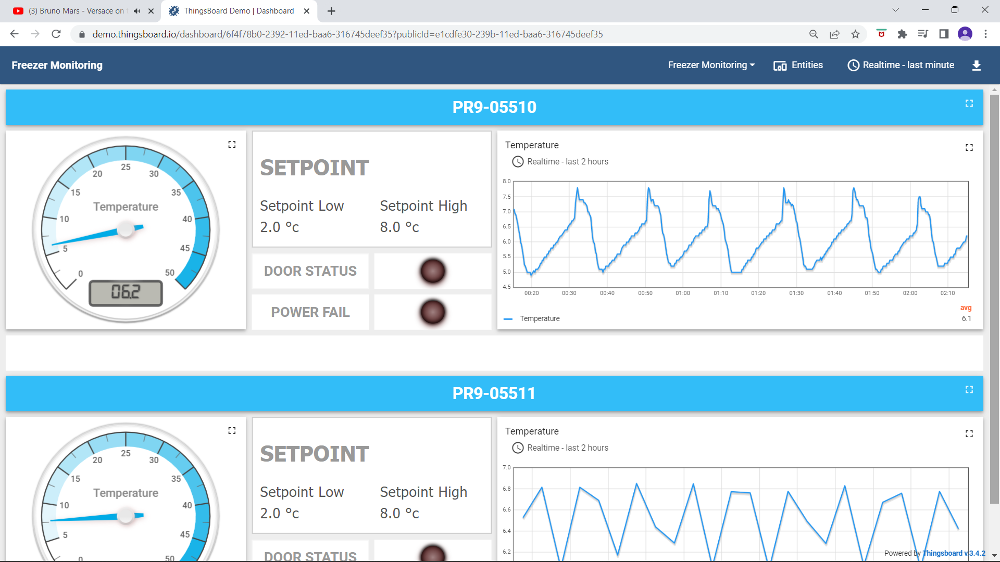 (3) Bruno Mars - Versace on
ThingsBoard Demo | Dashboard
demo.thingsboard.io/dashboard/6f4f78b0-2392-11ed-baa6-316745deef35?publicId=e1cdfe30-239b-11ed-baa6-316745deef35
Freezer Monitoring
Freezer Monitoring
Entities
Realtime - last minute
PR9-05510
0
5
10
15
20
25
30
35
40
45
50
Temperature
06.2
SETPOINT
Setpoint Low
Setpoint High
2.0 °c
8.0 °c
DOOR STATUS
POWER FAIL
Temperature
Realtime - last 2 hours
8.0
7.5
7.0
6.5
6.0
5.5
5.0
4.5
00:20 00:30 00:40 00:50 01:00 01:10 01:20 01:30 01:40 01:50 02:00 02:10
avg
Temperature 6.1
PR9-05511
0
5
10
15
20
25
30
35
40
45
50
Temperature
SETPOINT
Setpoint Low
Setpoint High
2.0 °c
8.0 °c
DOOR STATUS
Temperature
Realtime - last 2 hours
7.0
6.8
6.6
6.4
6.2
Powered by Thingsboard v.3.4.2